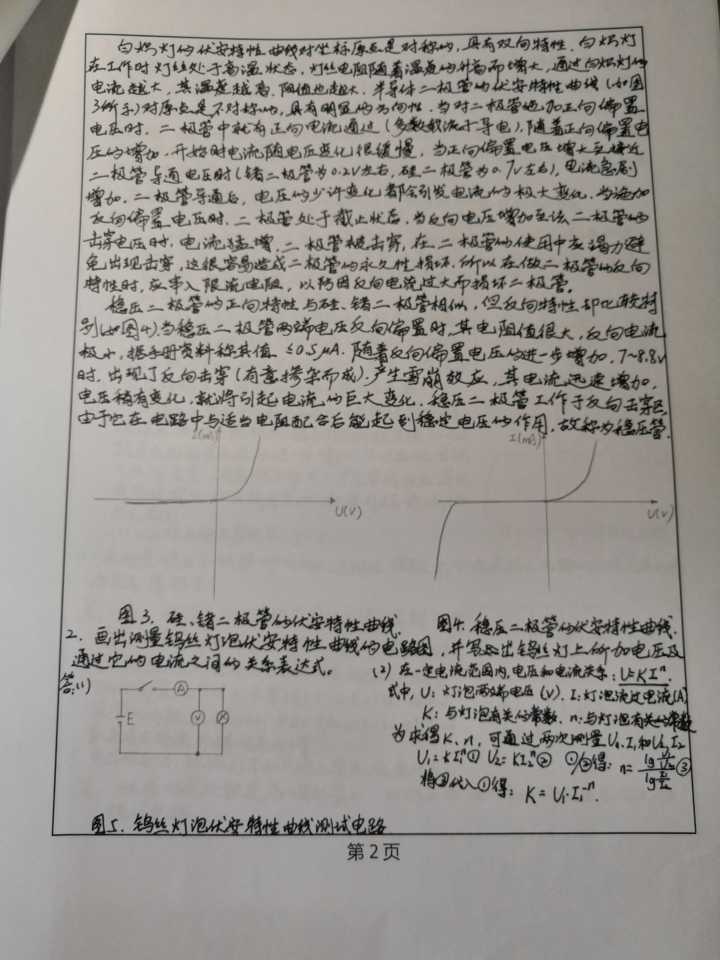 白炽灯的伏安特性曲线对坐标原点是对称的,具有双向特性.白炽灯
在工作时灯丝处于高温状态,灯丝电阻随着温度的升高而增大,通过白炽灯的
电流越大,其温度越高,阻值也越大.半导体二极管的伏安特性曲线(如图
3所示)对原点是不对称的,具有明显的方向性.当对二极管施加正向偏置
电压时,二极管中就有正向电流通过(多数载流子导电),随着正向偏置电
压的增加,开始时电流随电压变化很缓慢,当正向偏置电压增大至接近
二极管导通电压时(锗二极管为0.2V左右,硅二极管为0.7V左右),电流急剧
增加.二极管导通后,电压的少许变化都会引发电流的极大变化.当施加
反向偏置电压时,二极管处于截止状态,当反向电压增加至该二极管的
击穿电压时,电流猛增,二极管被击穿,在二极管的使用中应竭力避
免出现击穿,这很容易造成二极管的永久性损坏.所以在做二极管的反向
特性时,应串入限流电阻,以防因反向电流过大而损坏二极管。
稳压二极管的正向特性与硅、锗二极管相似,但反向特性却比较特
别(如图4).当稳压二极管两端电压反向偏置时,其电阻值很大,反向电流
极小,据手册资料称其值≤0.5μA.随着反向偏置电压的进一步增加,7~8.8V
时,出现了反向击穿(有意掺杂而成).产生雪崩效应,其电流迅速增加,
电压稍有变化,就将引起电流的巨大变化.稳压二极管工作于反向击穿区,
由于它在电路中与适当电阻配合后能起到稳定电压的作用,故称为稳压管.
I(mA)
I(mA)
U(V)
U(V)
图3.硅、锗二极管的伏安特性曲线.
图4.稳压二极管的伏安特性曲线.
2.画出测量钨丝灯泡伏安特性曲线的电路图,并写出钨丝灯上所加电压及
通过它的电流之间的关系表达式。
答:(1)
A
E
V
(2)在一定电流范围内,电压和电流关系:U=KIⁿ.
式中,U:灯泡两端电压(V).I:灯泡流过电流(A)
K:与灯泡有关的常数.n:与灯泡有关的常数
为求得K、n,可通过两次测量U₁、I₁和U₂、I₂
U₁=KI₁ⁿ① U₂=KI₂ⁿ② ①/②得:n=lg(U₁/U₂)/lg(I₁/I₂)③
将③代入①得:K=U₁·I₁⁻ⁿ.
图5.钨丝灯泡伏安特性曲线测试电路
第2页